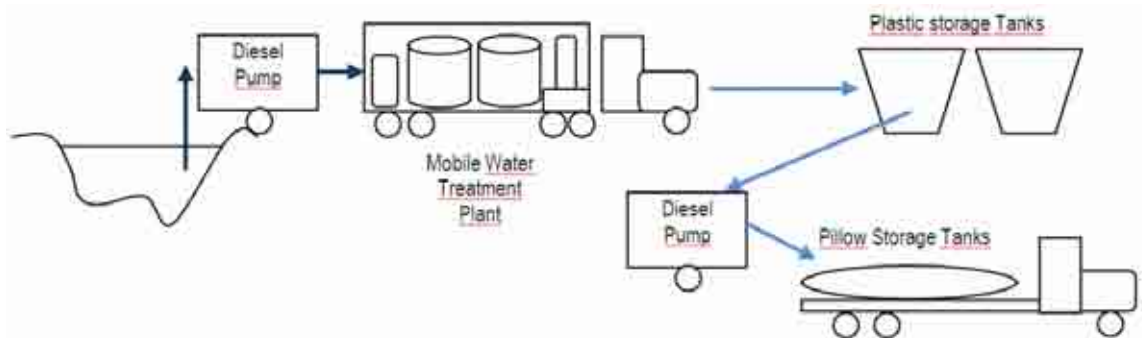 Diesel
Pump
Mobile Water
Treatment
Plant
Plastic storage Tanks
Diesel
Pump
Pillow Storage Tanks